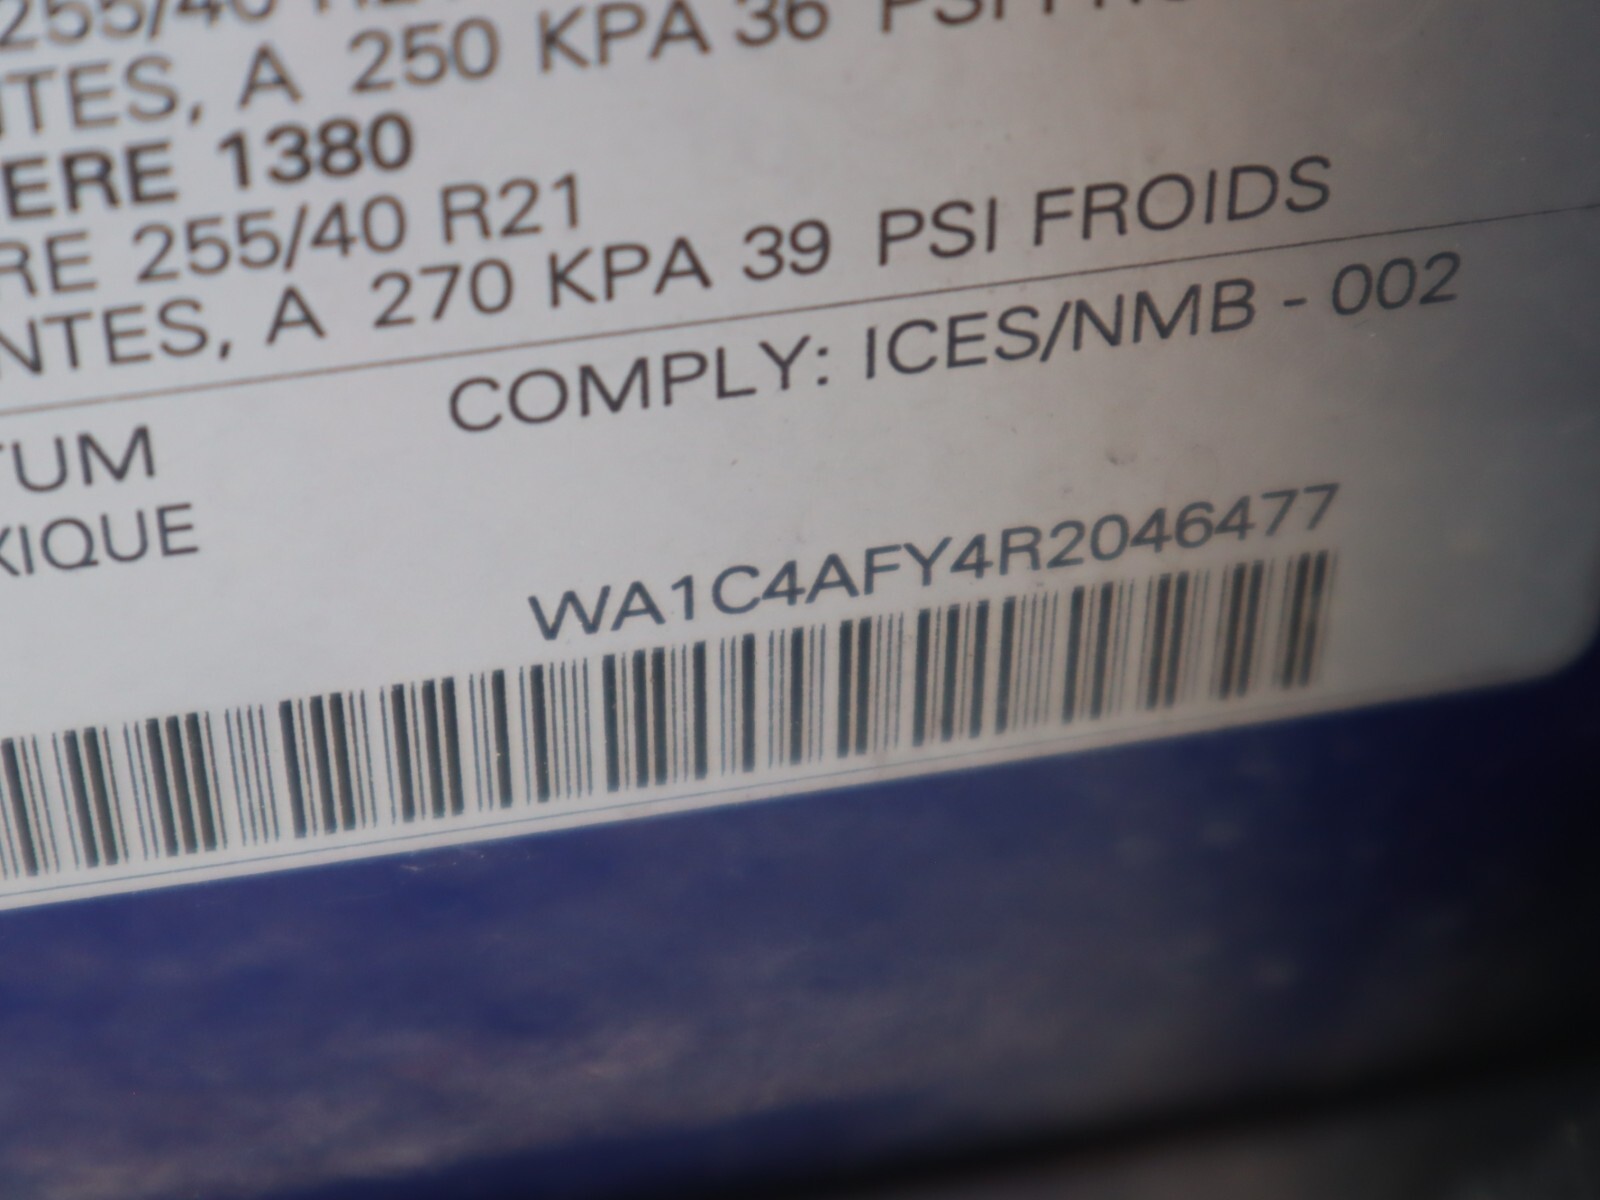 255/40
NTES, A 250 KPA 36 PSI
ERE 1380
RE 255/40 R21
NTES, A 270 KPA 39 PSI FROIDS
COMPLY: ICES/NMB - 002
TUM
XIQUE
WA1C4AFY4R2046477